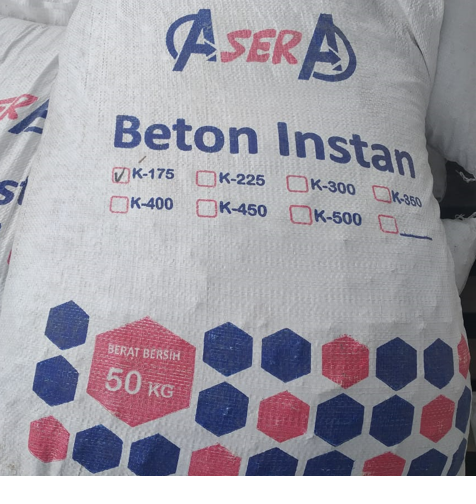 ASERA
Beton Instan
K-175 K-225 K-300 K-350
K-400 K-450 K-500
BERAT BERSIH
50 KG